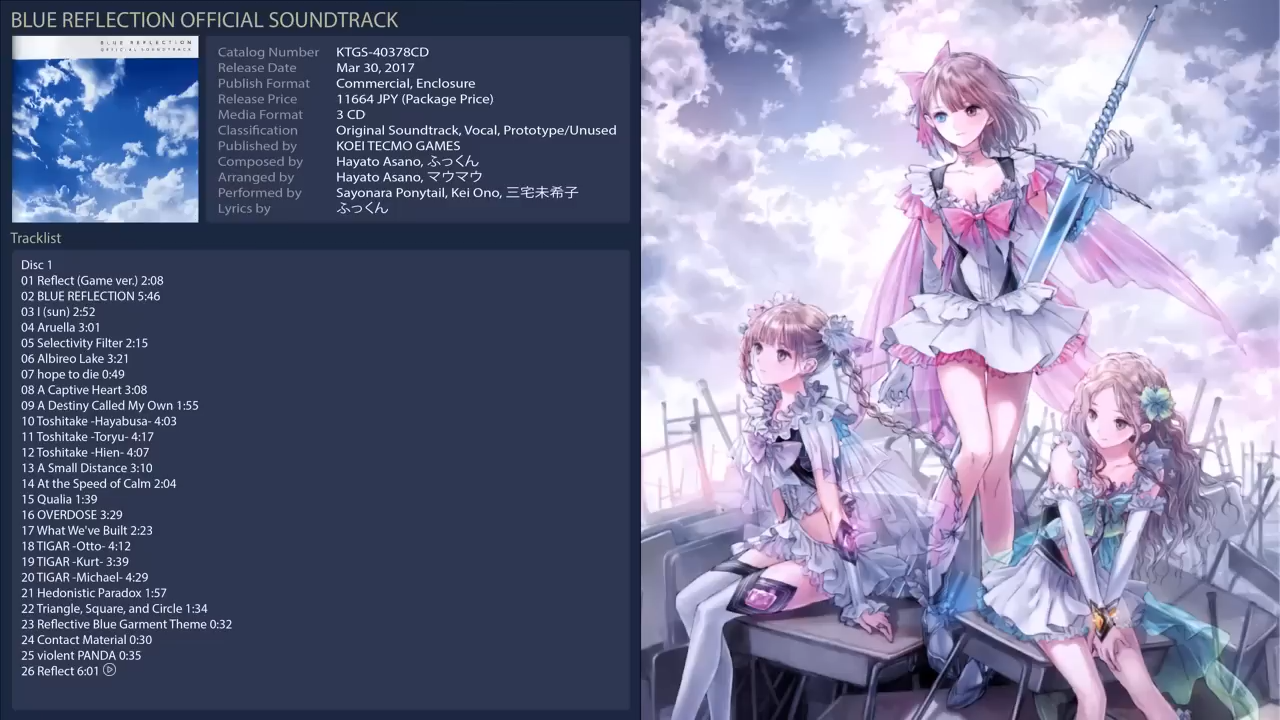 BLUE REFLECTION OFFICIAL SOUNDTRACK
BLUE REFLECTION
OFFICIAL SOUNDTRACK
Catalog Number KTGS-40378CD
Release Date Mar 30, 2017
Publish Format Commercial, Enclosure
Release Price 11664 JPY (Package Price)
Media Format 3 CD
Classification Original Soundtrack, Vocal, Prototype/Unused
Published by KOEI TECMO GAMES
Composed by Hayato Asano, ふっくん
Arranged by Hayato Asano, マウマウ
Performed by Sayonara Ponytail, Kei Ono, 三宅未希子
Lyrics by ふっくん
Tracklist
Disc 1
01 Reflect (Game ver.) 2:08
02 BLUE REFLECTION 5:46
03 I (sun) 2:52
04 Aruella 3:01
05 Selectivity Filter 2:15
06 Albireo Lake 3:21
07 hope to die 0:49
08 A Captive Heart 3:08
09 A Destiny Called My Own 1:55
10 Toshitake -Hayabusa- 4:03
11 Toshitake -Toryu- 4:17
12 Toshitake -Hien- 4:07
13 A Small Distance 3:10
14 At the Speed of Calm 2:04
15 Qualia 1:39
16 OVERDOSE 3:29
17 What We've Built 2:23
18 TIGAR -Otto- 4:12
19 TIGAR -Kurt- 3:39
20 TIGAR -Michael- 4:29
21 Hedonistic Paradox 1:57
22 Triangle, Square, and Circle 1:34
23 Reflective Blue Garment Theme 0:32
24 Contact Material 0:30
25 violent PANDA 0:35
26 Reflect 6:01